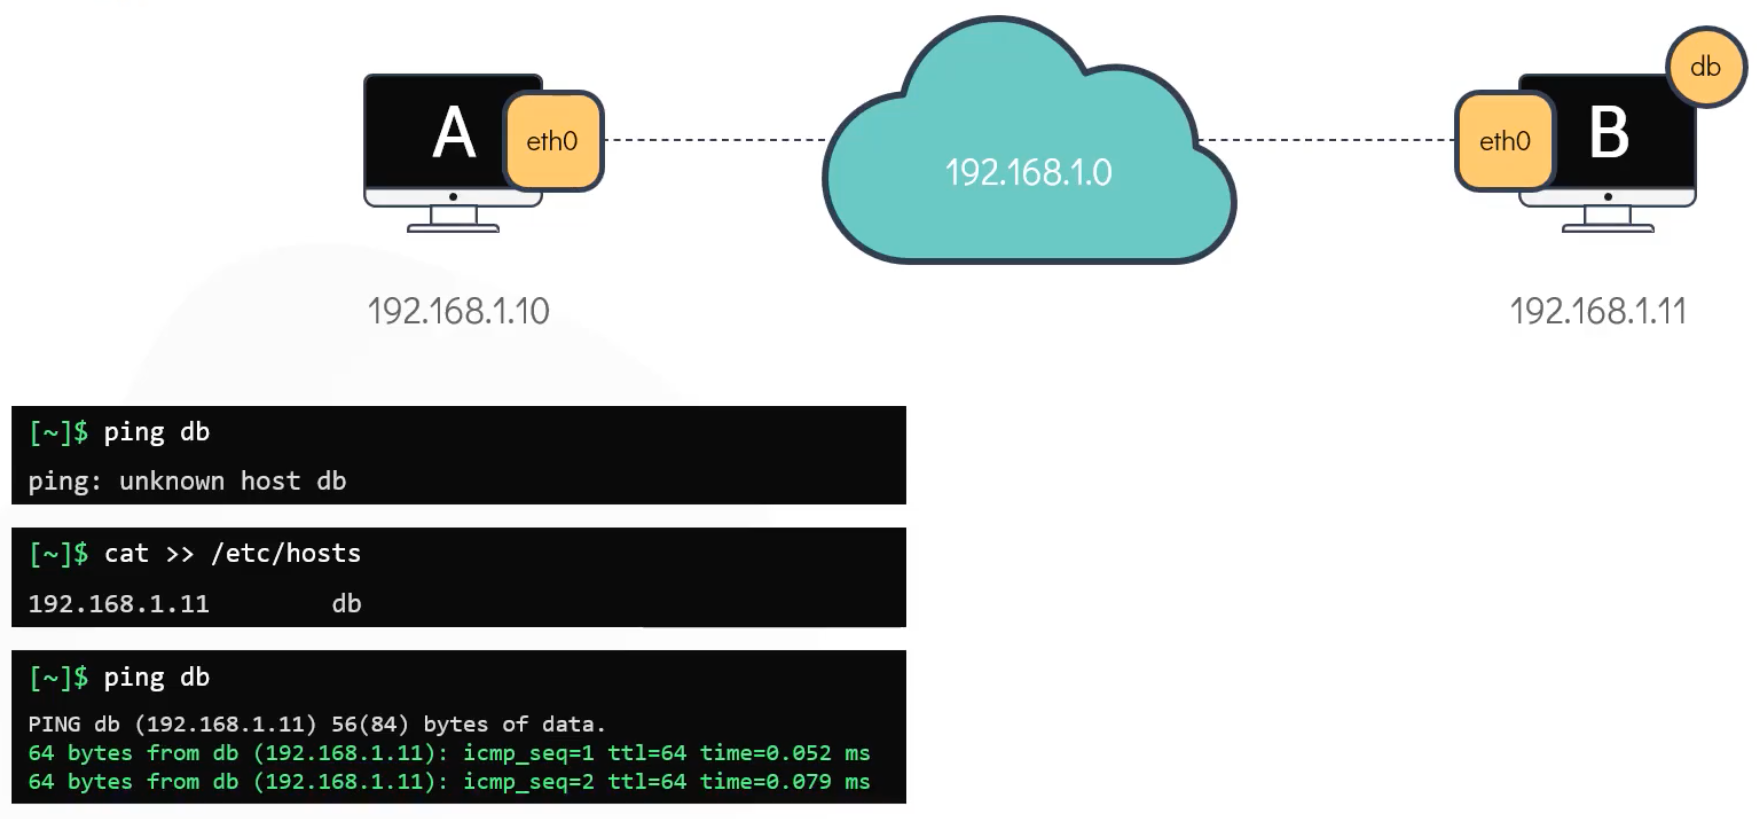 A
eth0
192.168.1.0
eth0
B
db
192.168.1.10
192.168.1.11
[~]$ ping db
ping: unknown host db
[~]$ cat >> /etc/hosts
192.168.1.11        db
[~]$ ping db
PING db (192.168.1.11) 56(84) bytes of data.
64 bytes from db (192.168.1.11): icmp_seq=1 ttl=64 time=0.052 ms
64 bytes from db (192.168.1.11): icmp_seq=2 ttl=64 time=0.079 ms